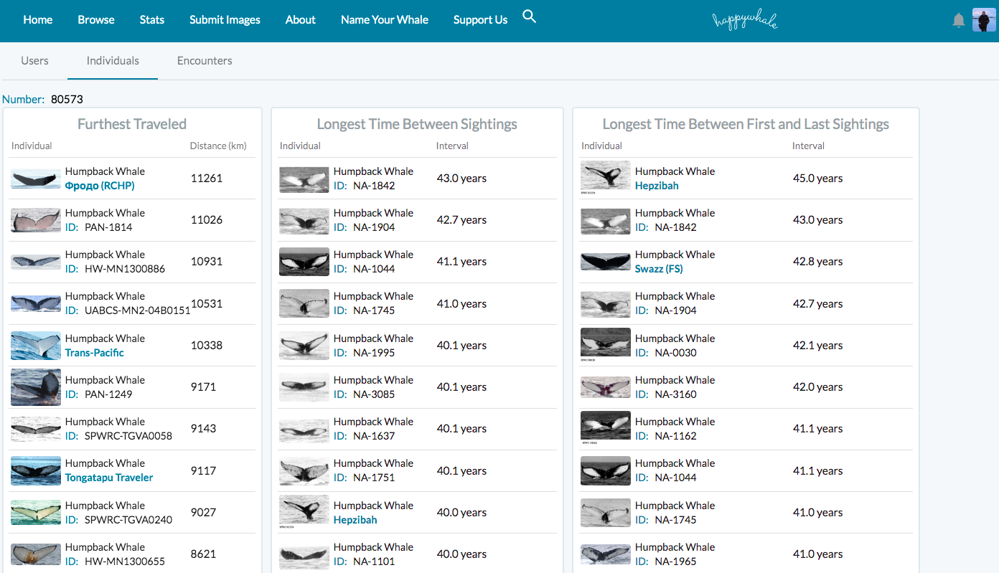 Home Browse Stats Submit Images About Name Your Whale Support Us happywhale
Users Individuals Encounters
Number: 80573
Furthest Traveled
Individual Distance (km)
Humpback Whale
Фродо (RCHP)
11261
Humpback Whale
ID: PAN-1814
11026
Humpback Whale
ID: HW-MN1300886
10931
Humpback Whale
ID: UABCS-MN2-04B0151
10531
Humpback Whale
Trans-Pacific
10338
Humpback Whale
ID: PAN-1249
9171
Humpback Whale
ID: SPWRC-TGVA0058
9143
Humpback Whale
Tongatapu Traveler
9117
Humpback Whale
ID: SPWRC-TGVA0240
9027
Humpback Whale
ID: HW-MN1300655
8621
Longest Time Between Sightings
Individual Interval
Humpback Whale
ID: NA-1842
43.0 years
Humpback Whale
ID: NA-1904
42.7 years
Humpback Whale
ID: NA-1044
41.1 years
Humpback Whale
ID: NA-1745
41.0 years
Humpback Whale
ID: NA-1995
40.1 years
Humpback Whale
ID: NA-3085
40.1 years
Humpback Whale
ID: NA-1637
40.1 years
Humpback Whale
ID: NA-1751
40.1 years
Humpback Whale
Hepzibah
40.0 years
Humpback Whale
ID: NA-1101
40.0 years
Longest Time Between First and Last Sightings
Individual Interval
Humpback Whale
Hepzibah
45.0 years
Humpback Whale
ID: NA-1842
43.0 years
Humpback Whale
Swazz (FS)
42.8 years
Humpback Whale
ID: NA-1904
42.7 years
Humpback Whale
ID: NA-0030
42.1 years
Humpback Whale
ID: NA-3160
42.0 years
Humpback Whale
ID: NA-1162
41.1 years
Humpback Whale
ID: NA-1044
41.1 years
Humpback Whale
ID: NA-1745
41.0 years
Humpback Whale
ID: NA-1965
41.0 years